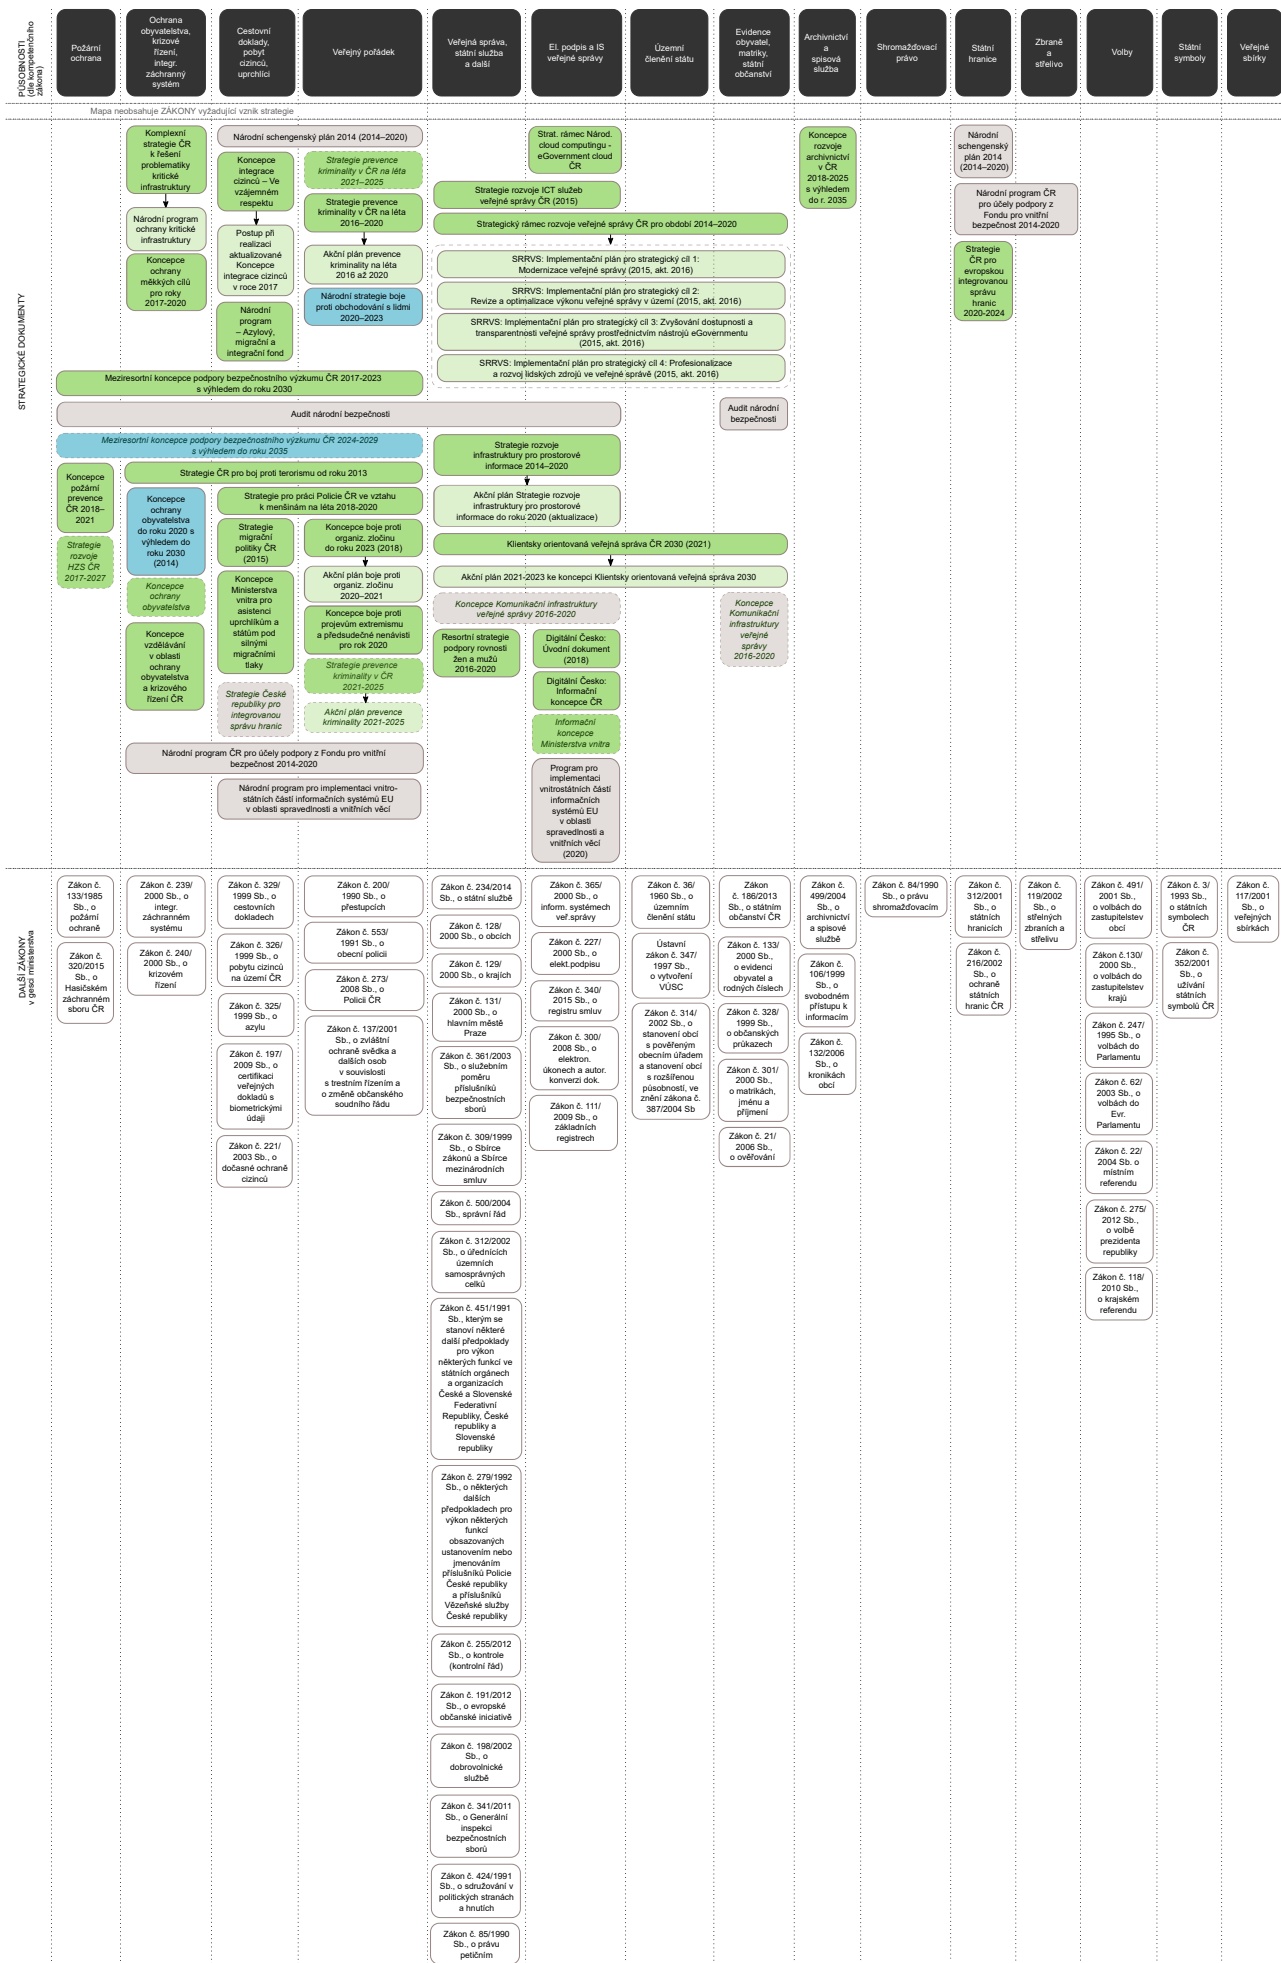 PŮSOBNOSTI
(dle kompetenčního
zákona)
Požární
ochrana
Ochrana
obyvatelstva,
krizové
řízení,
integr.
záchranný
systém
Cestovní
doklady,
pobyt
cizinců,
uprchlíci
Veřejný pořádek
Veřejná správa,
státní služba
a další
El. podpis a IS
veřejné správy
Územní
členění státu
Evidence
obyvatel,
matriky,
státní
občanství
Archivnictví
a
spisová
služba
Shromažďovací
právo
Státní
hranice
Zbraně
a
střelivo
Volby
Státní
symboly
Veřejné
sbírky
Mapa neobsahuje ZÁKONY vyžadující vznik strategie
STRATEGICKÉ DOKUMENTY
Komplexní
strategie ČR
k řešení
problematiky
kritické
infrastruktury
Národní program
ochrany kritické
infrastruktury
Koncepce
ochrany
měkkých cílů
pro roky
2017-2020
Národní schengenský plán 2014 (2014–2020)
Koncepce
integrace
cizinců – Ve
vzájemném
respektu
Postup při
realizaci
aktualizované
Koncepce
integrace cizinců
v roce 2017
Národní
program
– Azylový,
migrační a
integrační fond
Strategie prevence
kriminality v ČR na léta
2021–2025
Strategie prevence
kriminality v ČR na léta
2016–2020
Akční plán prevence
kriminality na léta
2016 až 2020
Národní strategie boje
proti obchodování s lidmi
2020–2023
Strat. rámec Národ.
cloud computingu -
eGovernment cloud
ČR
Strategie rozvoje ICT služeb
veřejné správy ČR (2015)
Strategický rámec rozvoje veřejné správy ČR pro období 2014–2020
SRRVS: Implementační plán pro strategický cíl 1:
Modernizace veřejné správy (2015, akt. 2016)
SRRVS: Implementační plán pro strategický cíl 2:
Revize a optimalizace výkonu veřejné správy v území (2015, akt. 2016)
SRRVS: Implementační plán pro strategický cíl 3: Zvyšování dostupnosti a
transparentnosti veřejné správy prostřednictvím nástrojů eGovernmentu
(2015, akt. 2016)
SRRVS: Implementační plán pro strategický cíl 4: Profesionalizace
a rozvoj lidských zdrojů ve veřejné správě (2015, akt. 2016)
Koncepce
rozvoje
archivnictví
v ČR
2018-2025
s výhledem
do r. 2035
Národní
schengenský
plán 2014
(2014–2020)
Národní program ČR
pro účely podpory z
Fondu pro vnitřní
bezpečnost 2014-2020
Strategie
ČR pro
evropskou
integrovanou
správu
hranic
2020-2024
Meziresortní koncepce podpory bezpečnostního výzkumu ČR 2017-2023
s výhledem do roku 2030
Audit národní bezpečnosti
Audit národní
bezpečnosti
Meziresortní koncepce podpory bezpečnostního výzkumu ČR 2024-2029
s výhledem do roku 2035
Strategie ČR pro boj proti terorismu od roku 2013
Koncepce
požární
prevence
ČR 2018–
2021
Strategie
rozvoje
HZS ČR
2017-2027
Koncepce
ochrany
obyvatelstva
do roku 2020 s
výhledem do
roku 2030
(2014)
Koncepce
ochrany
obyvatelstva
Koncepce
vzdělávání
v oblasti
ochrany
obyvatelstva
a krizového
řízení ČR
Strategie pro práci Policie ČR ve vztahu
k menšinám na léta 2018-2020
Strategie
migrační
politiky ČR
(2015)
Koncepce
Ministerstva
vnitra pro
asistenci
uprchlíkům a
státům pod
silnými
migračními
tlaky
Strategie České
republiky pro
integrovanou
správu hranic
Koncepce boje proti
organiz. zločinu
do roku 2023 (2018)
Akční plán boje proti
organiz. zločinu
2020–2021
Koncepce boje proti
projevům extremismu
a předsudečné nenávisti
pro rok 2020
Strategie prevence
kriminality v ČR
2021-2025
Akční plán prevence
kriminality 2021-2025
Národní program ČR pro účely podpory z Fondu pro vnitřní
bezpečnost 2014-2020
Národní program pro implementaci vnitro-
státních částí informačních systémů EU
v oblasti spravedlnosti a vnitřních věcí
Strategie rozvoje
infrastruktury pro prostorové
informace 2014–2020
Akční plán Strategie rozvoje
infrastruktury pro prostorové
informace do roku 2020 (aktualizace)
Klientsky orientovaná veřejná správa ČR 2030 (2021)
Akční plán 2021-2023 ke koncepci Klientsky orientovaná veřejná správa 2030
Koncepce Komunikační infrastruktury
veřejné správy 2016-2020
Koncepce
Komunikační
infrastruktury
veřejné
správy
2016-2020
Resortní strategie
podpory rovnosti
žen a mužů
2016-2020
Digitální Česko:
Úvodní dokument
(2018)
Digitální Česko:
Informační
koncepce ČR
Informační
koncepce
Ministerstva vnitra
Program pro
implementaci
vnitrostátních částí
informačních
systémů EU
v oblasti
spravedlnosti a
vnitřních věcí
(2020)
DALŠÍ ZÁKONY
v gesci ministerstva
Zákon č.
133/1985
Sb., o
požární
ochraně
Zákon č.
320/2015
Sb., o
Hasičském
záchranném
sboru ČR
Zákon č. 239/
2000 Sb., o
integr.
záchranném
systému
Zákon č. 240/
2000 Sb., o
krizovém
řízení
Zákon č. 329/
1999 Sb., o
cestovních
dokladech
Zákon č. 326/
1999 Sb., o
pobytu cizinců
na území ČR
Zákon č. 325/
1999 Sb., o
azylu
Zákon č. 197/
2009 Sb., o
certifikaci
veřejných
dokladů s
biometrickými
údaji
Zákon č. 221/
2003 Sb., o
dočasné ochraně
cizinců
Zákon č. 200/
1990 Sb., o
přestupcích
Zákon č. 553/
1991 Sb., o
obecní policii
Zákon č. 273/
2008 Sb., o
Policii ČR
Zákon č. 137/2001
Sb., o zvláštní
ochraně svědka a
dalších osob
v souvislosti
s trestním řízením a
o změně občanského
soudního řádu
Zákon č. 234/2014
Sb., o státní službě
Zákon č. 128/
2000 Sb., o obcích
Zákon č. 129/
2000 Sb., o krajích
Zákon č. 131/
2000 Sb., o
hlavním městě
Praze
Zákon č. 361/2003
Sb., o služebním
poměru
příslušníků
bezpečnostních
sborů
Zákon č. 309/1999
Sb., o Sbírce
zákonů a Sbírce
mezinárodních
smluv
Zákon č. 500/2004
Sb., správní řád
Zákon č. 312/2002
Sb., o úřednících
územních
samosprávných
celků
Zákon č. 451/1991
Sb., kterým se
stanoví některé
další předpoklady
pro výkon
některých funkcí ve
státních orgánech
a organizacích
České a Slovenské
Federativní
Republiky, České
republiky a
Slovenské
republiky
Zákon č. 279/1992
Sb., o některých
dalších
předpokladech pro
výkon některých
funkcí
obsazovaných
ustanovením nebo
jmenováním
příslušníků Policie
České republiky
a příslušníků
Vězeňské služby
České republiky
Zákon č. 255/2012
Sb., o kontrole
(kontrolní řád)
Zákon č. 191/2012
Sb., o evropské
občanské iniciativě
Zákon č. 198/2002
Sb., o
dobrovolnické
službě
Zákon č. 341/2011
Sb., o Generální
inspekci
bezpečnostních
sborů
Zákon č. 424/1991
Sb., o sdružování v
politických stranách
a hnutích
Zákon č. 85/1990
Sb., o právu
petičním
Zákon č. 365/
2000 Sb., o
inform. systémech
veř.správy
Zákon č. 227/
2000 Sb., o
elekt.podpisu
Zákon č. 340/
2015 Sb., o
registru smluv
Zákon č. 300/
2008 Sb., o
elektron.
úkonech a autor.
konverzi dok.
Zákon č. 111/
2009 Sb., o
základních
registrech
Zákon č. 36/
1960 Sb., o
územním
členění státu
Ústavní
zákon č. 347/
1997 Sb., o
vytvoření
VÚSC
Zákon č. 314/
2002 Sb., o
stanovení obcí
s pověřeným
obecním úřadem
a stanovení obcí
s rozšířenou
působností, ve
znění zákona č.
387/2004 Sb
Zákon
č. 186/2013
Sb., o státním
občanství ČR
Zákon č. 133/
2000 Sb., o
evidenci
obyvatel a
rodných číslech
Zákon č. 328/
1999 Sb., o
občanských
průkazech
Zákon č. 301/
2000 Sb., o
matrikách,
jménu a
příjmení
Zákon č. 21/
2006 Sb.,
o ověřování
Zákon č.
499/2004
Sb., o
archivnictví
a spisové
službě
Zákon č.
106/1999
Sb., o
svobodném
přístupu k
informacím
Zákon č.
132/2006
Sb., o
kronikách
obcí
Zákon č. 84/1990
Sb., o právu
shromažďovacím
Zákon č.
312/2001
Sb., o
státních
hranicích
Zákon č.
216/2002
Sb., o
ochraně
státních
hranic ČR
Zákon č.
119/2002
Sb., o
střelných
zbraních a
střelivu
Zákon č. 491/
2001 Sb.,
o volbách do
zastupitelstev
obcí
Zákon č.130/
2000 Sb.,
o volbách do
zastupitelstev
krajů
Zákon č. 247/
1995 Sb., o
volbách do
Parlamentu
Zákon č. 62/
2003 Sb., o
volbách do
Evr.
Parlamentu
Zákon č. 22/
2004 Sb. o
místním
referendu
Zákon č. 275/
2012 Sb.,
o volbě
prezidenta
republiky
Zákon č. 118/
2010 Sb.,
o krajském
referendu
Zákon č. 3/
1993 Sb., o
státních
symbolech
ČR
Zákon č.
352/2001
Sb., o
užívání
státních
symbolů ČR
Zákon č.
117/2001
Sb., o
veřejných
sbírkách